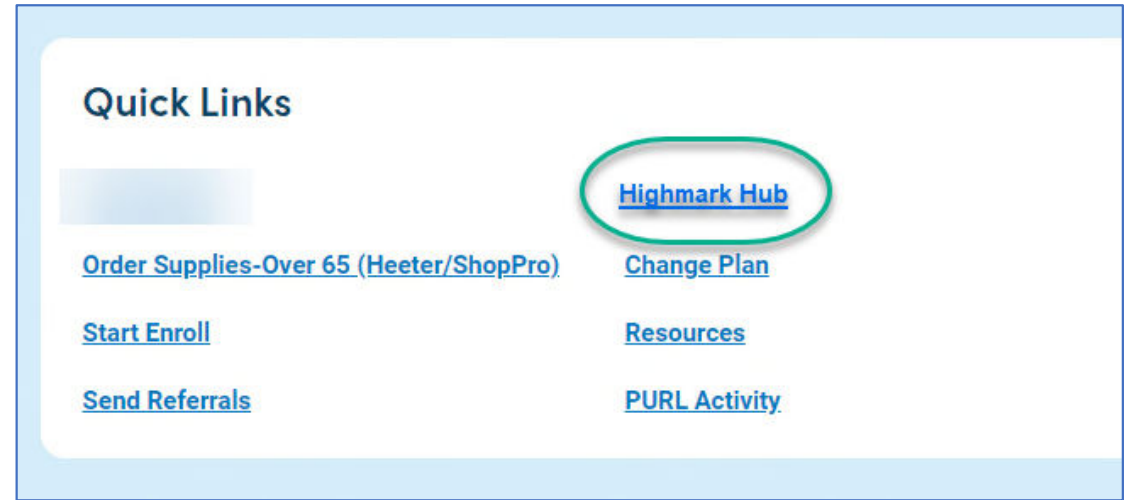 Quick Links
Highmark Hub
Order Supplies-Over 65 (Heeter/ShopPro)
Change Plan
Start Enroll
Resources
Send Referrals
PURL Activity